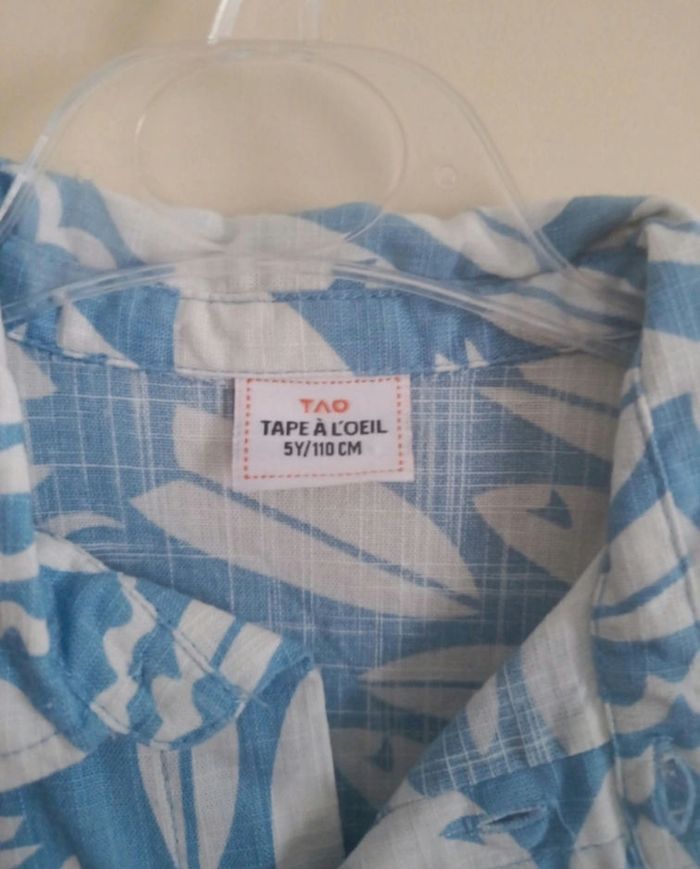 TAO
TAPE À L'OEIL
5Y/110 CM